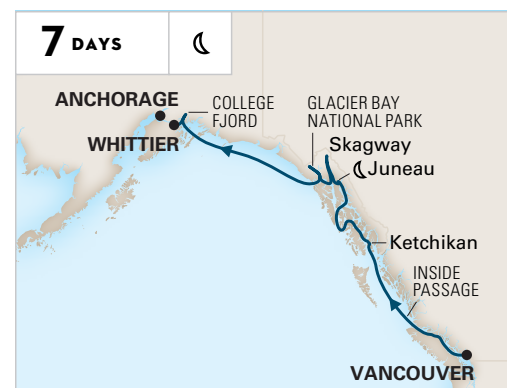 7 DAYS
ANCHORAGE
COLLEGE
FJORD
WHITTIER
GLACIER BAY
NATIONAL PARK
Skagway
Juneau
Ketchikan
INSIDE
PASSAGE
VANCOUVER